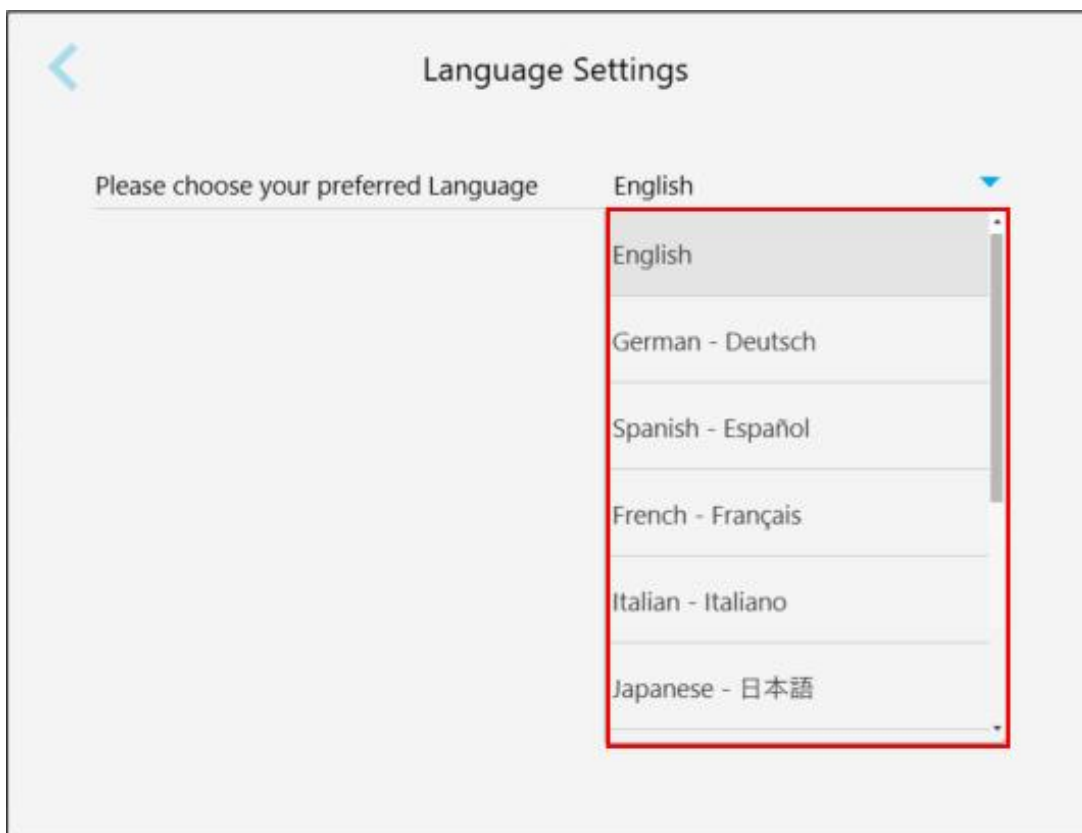 Language Settings
Please choose your preferred Language English
English
German - Deutsch
Spanish - Español
French - Français
Italian - Italiano
Japanese - 日本語